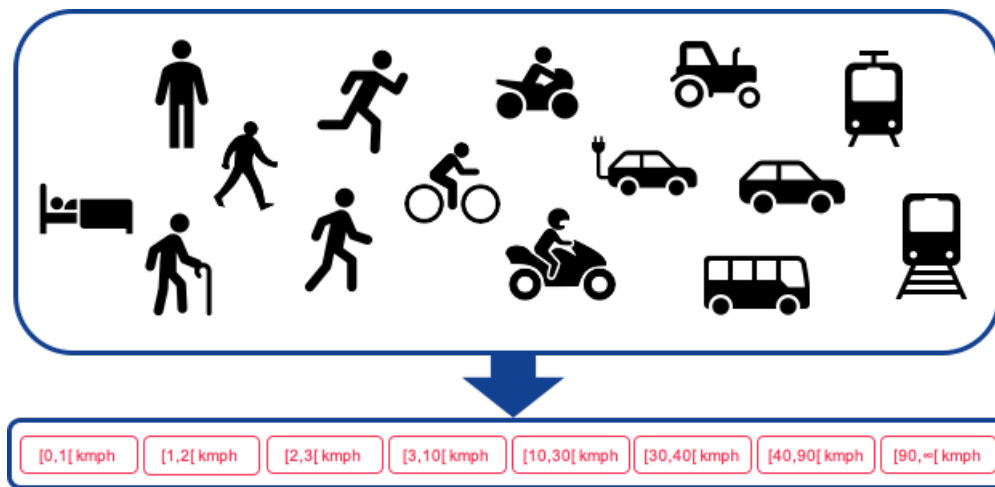 [0,1[ kmph
[1,2[ kmph
[2,3[ kmph
[3,10[ kmph
[10,30[ kmph
[30,40[ kmph
[40,90[ kmph
[90,∞[ kmph